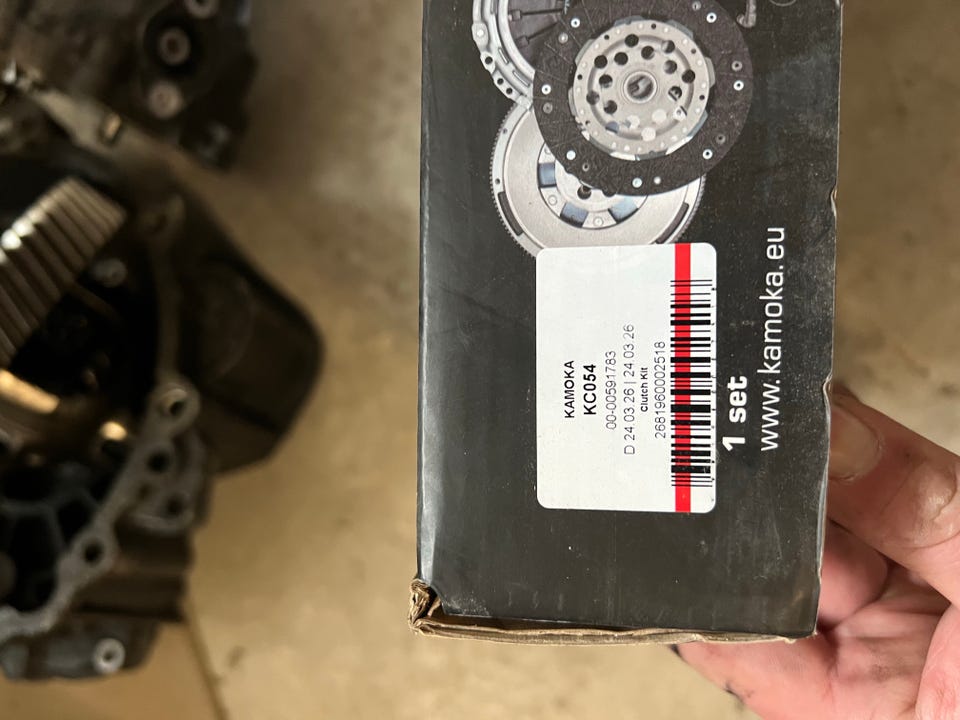 KAMOKA
KC054
00-00591783
D 24.03.26 | 24.03.26
Clutch Kit
2681960002518
1 set
www.kamoka.eu